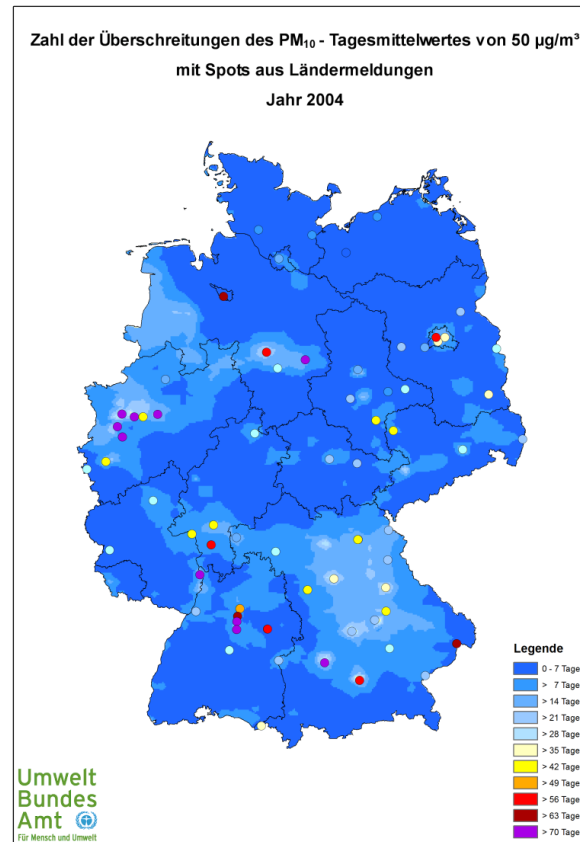 Zahl der Überschreitungen des PM₁₀ - Tagesmittelwertes von 50 µg/m³
mit Spots aus Ländermeldungen
Jahr 2004
Legende
0 - 7 Tage
> 7 Tage
> 14 Tage
> 21 Tage
> 28 Tage
> 35 Tage
> 42 Tage
> 49 Tage
> 56 Tage
> 63 Tage
> 70 Tage
Umwelt
Bundes
Amt
Für Mensch und Umwelt